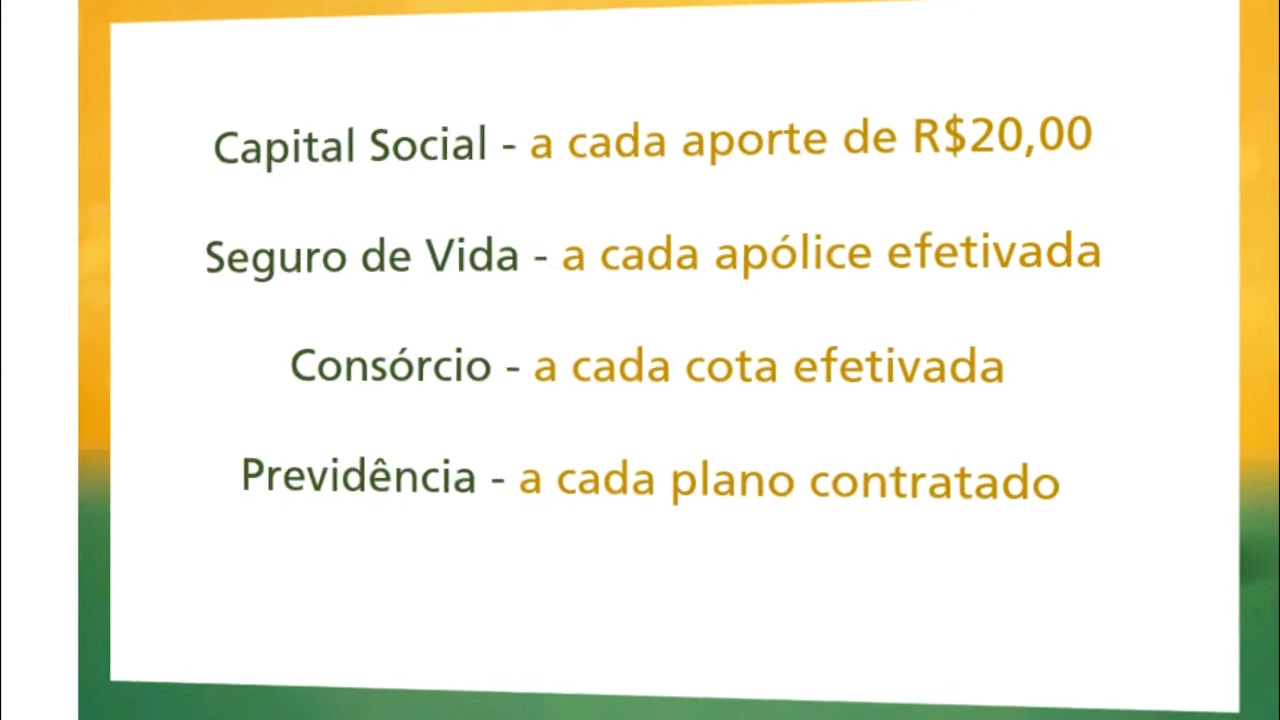 Capital Social - a cada aporte de R$20,00
Seguro de Vida - a cada apólice efetivada
Consórcio - a cada cota efetivada
Previdência - a cada plano contratado